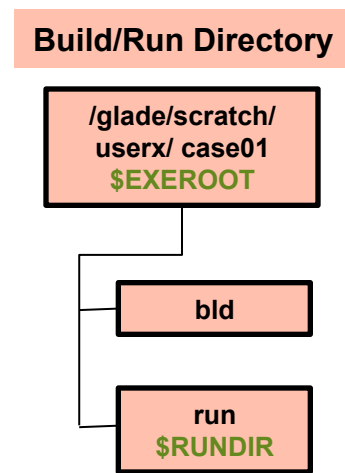 Build/Run Directory
/glade/scratch/
userx/ case01
$EXEROOT
bld
run
$RUNDIR